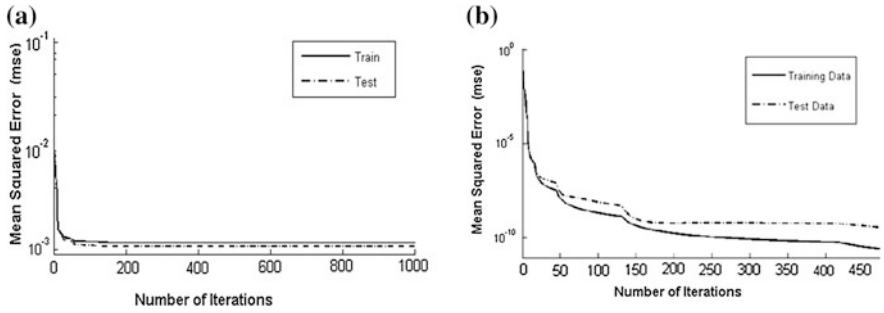 (a)
Mean Squared Error (mse)
10-1
10-2
10-3
Train
Test
0 200 400 600 800 1000
Number of Iterations
(b)
Mean Squared Error (mse)
100
10-5
10-10
Training Data
Test Data
0 50 100 150 200 250 300 350 400 450
Number of Iterations